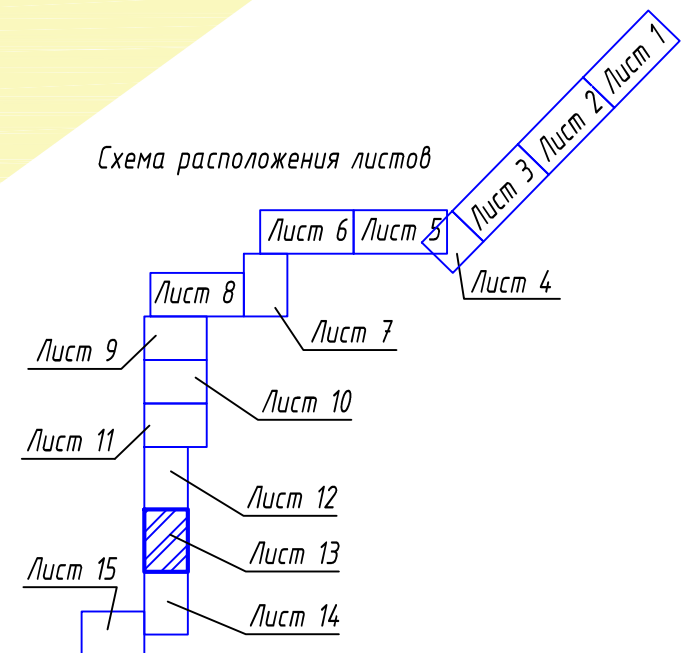 Лист 1
Лист 2
Схема расположения листов
Лист 3
Лист 6
Лист 5
Лист 4
Лист 8
Лист 7
Лист 9
Лист 10
Лист 11
Лист 12
Лист 13
Лист 15
Лист 14